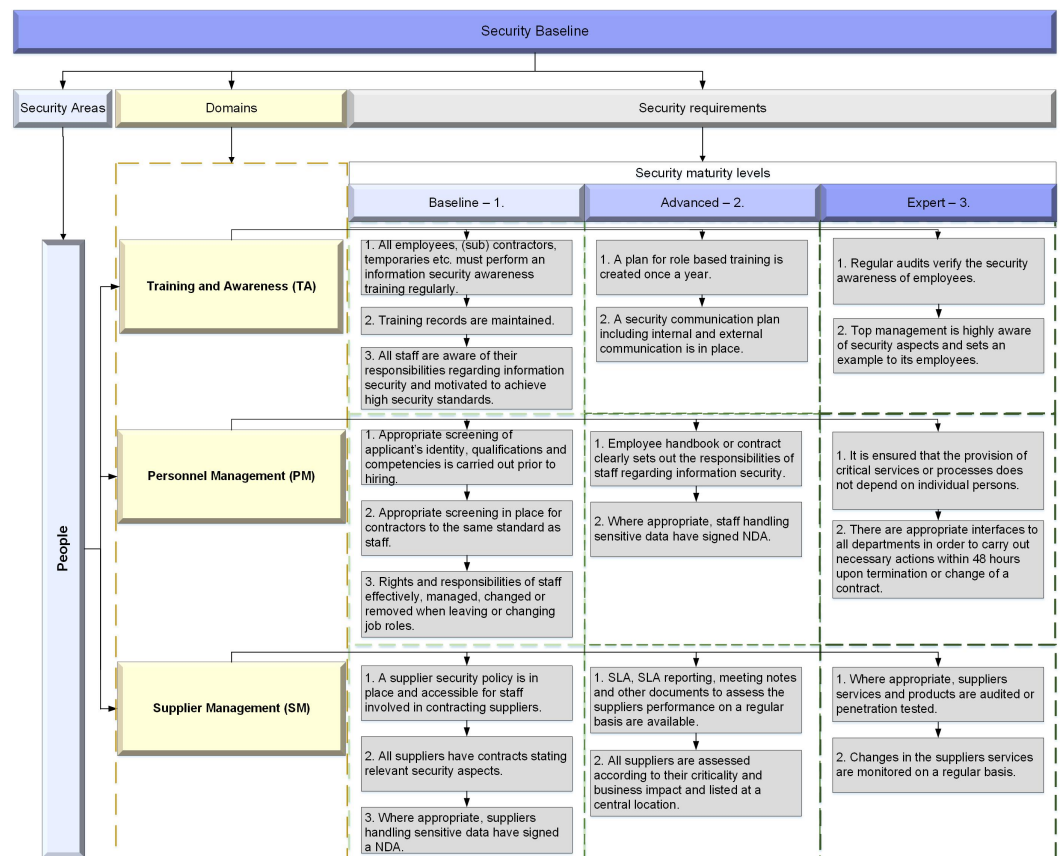 Security Baseline
Security Areas
Domains
Security requirements
Security maturity levels
Baseline – 1.
Advanced – 2.
Expert – 3.
People
Training and Awareness (TA)
1. All employees, (sub) contractors,
temporaries etc. must perform an
information security awareness
training regularly.
2. Training records are maintained.
3. All staff are aware of their
responsibilities regarding information
security and motivated to achieve
high security standards.
1. A plan for role based training is
created once a year.
2. A security communication plan
including internal and external
communication is in place.
1. Regular audits verify the security
awareness of employees.
2. Top management is highly aware
of security aspects and sets an
example to its employees.
Personnel Management (PM)
1. Appropriate screening of
applicant’s identity, qualifications and
competencies is carried out prior to
hiring.
2. Appropriate screening in place for
contractors to the same standard as
staff.
3. Rights and responsibilities of staff
effectively, managed, changed or
removed when leaving or changing
job roles.
1. Employee handbook or contract
clearly sets out the responsibilities of
staff regarding information security.
2. Where appropriate, staff handling
sensitive data have signed NDA.
1. It is ensured that the provision of
critical services or processes does
not depend on individual persons.
2. There are appropriate interfaces to
all departments in order to carry out
necessary actions within 48 hours
upon termination or change of a
contract.
Supplier Management (SM)
1. A supplier security policy is in
place and accessible for staff
involved in contracting suppliers.
2. All suppliers have contracts stating
relevant security aspects.
3. Where appropriate, suppliers
handling sensitive data have signed
a NDA.
1. SLA, SLA reporting, meeting notes
and other documents to assess the
suppliers performance on a regular
basis are available.
2. All suppliers are assessed
according to their criticality and
business impact and listed at a
central location.
1. Where appropriate, suppliers
services and products are audited or
penetration tested.
2. Changes in the suppliers services
are monitored on a regular basis.